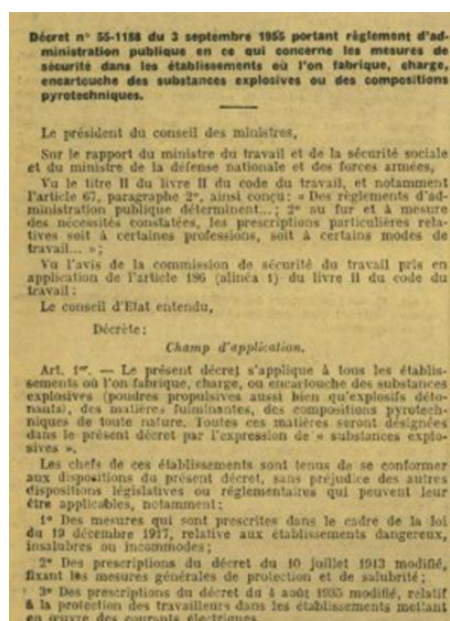 Décret n° 55-1188 du 3 septembre 1955 portant règlement d'ad-
ministration publique en ce qui concerne les mesures de
sécurité dans les établissements où l'on fabrique, charge,
encartouche des substances explosives ou des compositions
pyrotechniques.
Le président du conseil des ministres,
Sur le rapport du ministre du travail et de la sécurité sociale
et du ministre de la défense nationale et des forces armées,
Vu le titre II du livre II du code du travail, et notamment
l'article 67, paragraphe 2°, ainsi conçu: « Des règlements d'ad-
ministration publique déterminent...; 2° au fur et à mesure
des nécessités constatées, les prescriptions particulières rela-
tives soit à certaines professions, soit à certains modes de
travail... »;
Vu l'avis de la commission de sécurité du travail pris en
application de l'article 186 (alinéa 1) du livre II du code du
travail:
Le conseil d'Etat entendu,
Décrète:
Champ d'application.
Art. 1er. — Le présent décret s'applique à tous les établis-
sements où l'on fabrique, charge, ou encartouche des substances
explosives (poudres propulsives aussi bien qu'explosifs déto-
nants), des matières fulminantes, des compositions pyrotech-
niques de toute nature. Toutes ces matières seront désignées
dans le présent décret par l'expression de « substances explo-
sives ».
Les chefs de ces établissements sont tenus de se conformer
aux dispositions du présent décret, sans préjudice des autres
dispositions législatives ou réglementaires qui peuvent leur
être applicables, notamment:
1° Des mesures qui sont prescrites dans le cadre de la loi
du 19 décembre 1917, relative aux établissements dangereux,
insalubres ou incommodes;
2° Des prescriptions du décret du 10 juillet 1913 modifié,
fixant les mesures générales de protection et de salubrité;
3° Des prescriptions du décret du 4 août 1935 modifié, relatif
à la protection des travailleurs dans les établissements mettant
en œuvre des courants électriques